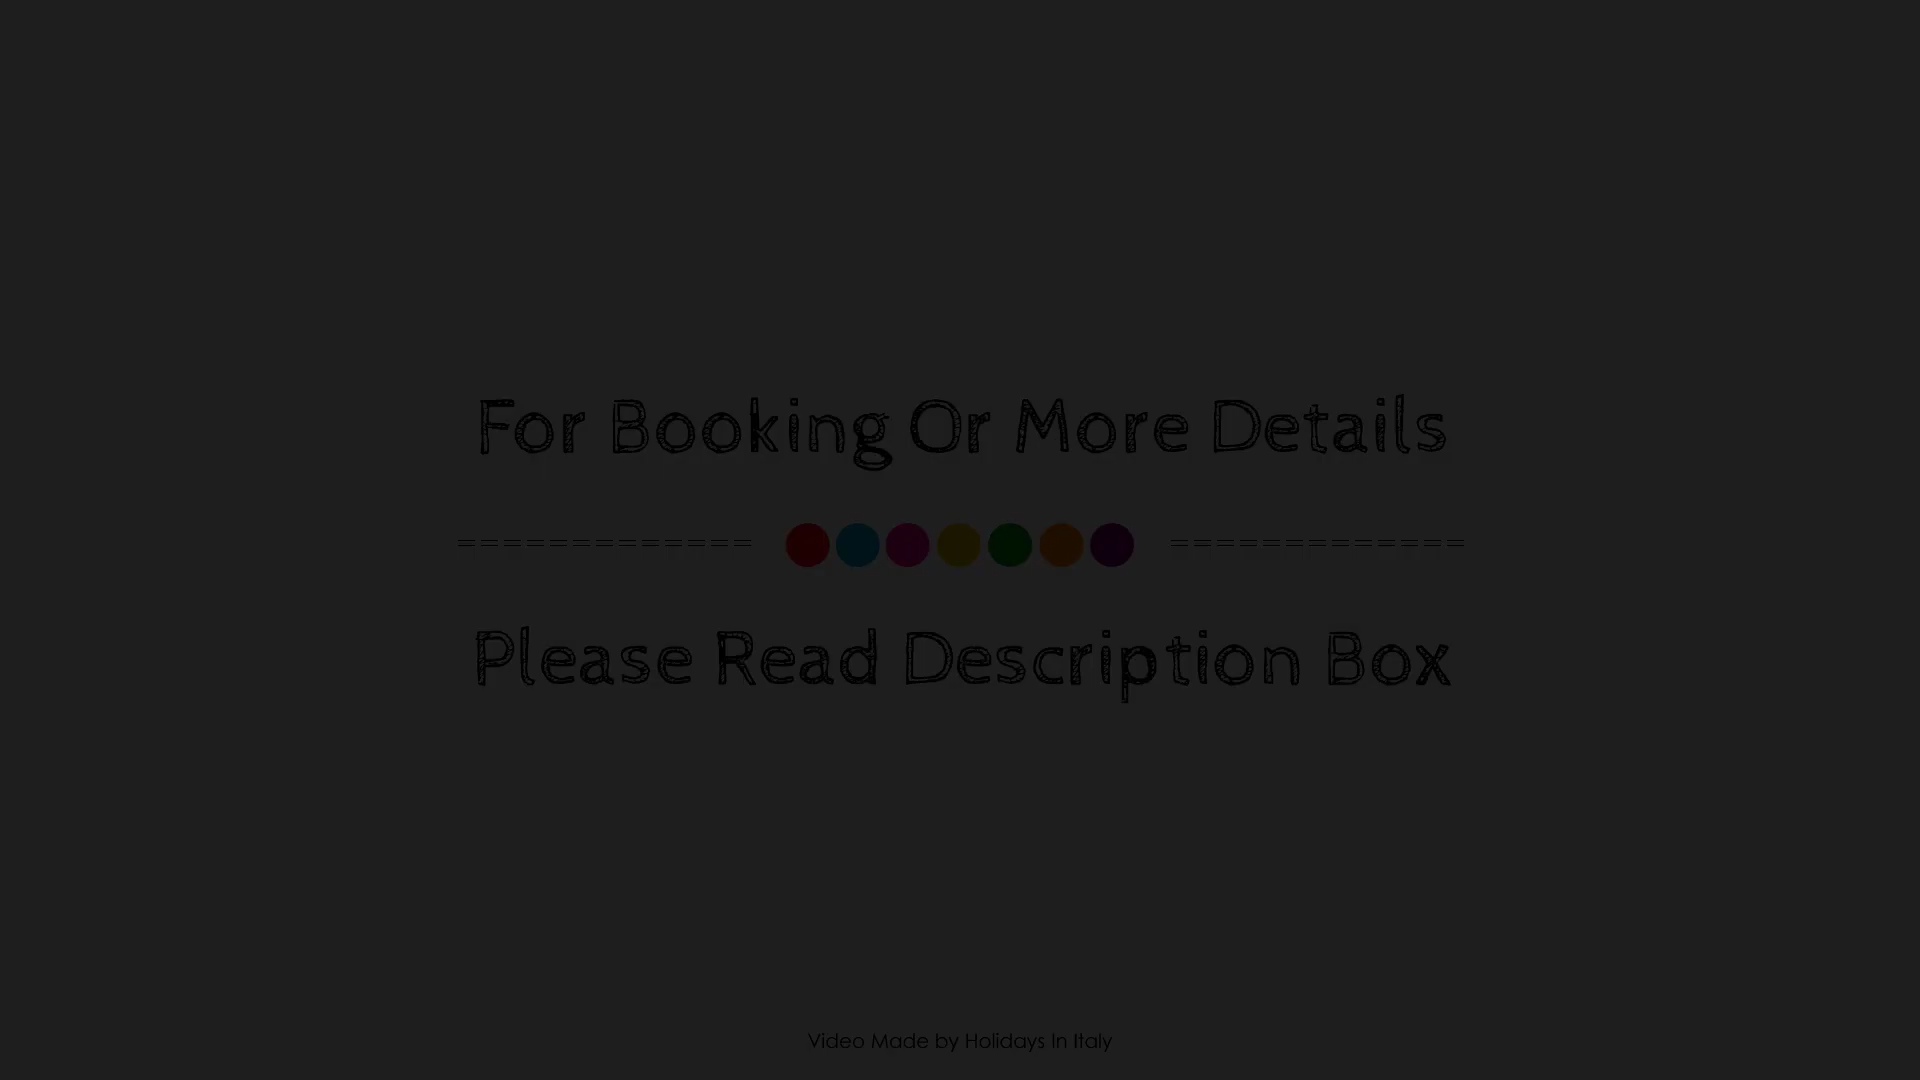 For Booking Or More Details
============= =============
Please Read Description Box
Video Made by Holidays In Italy